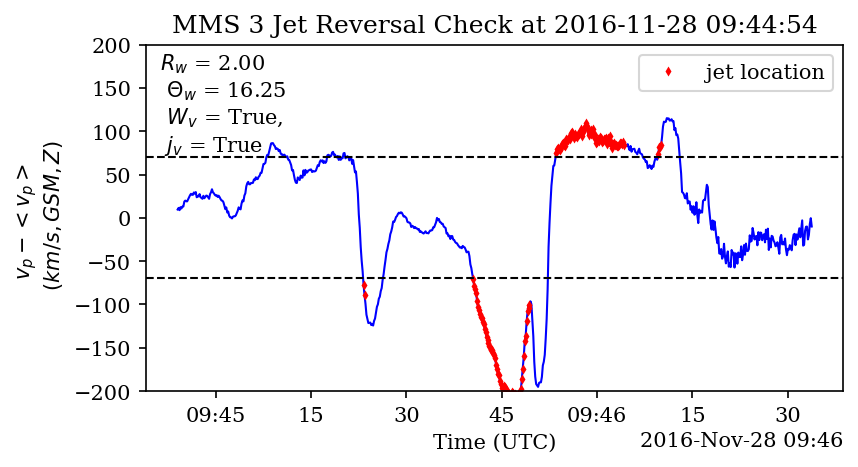 MMS 3 Jet Reversal Check at 2016-11-28 09:44:54
R_w = 2.00
Θ_w = 16.25
W_v = True,
j_v = True
jet location
200
150
100
50
0
−50
−100
−150
−200
v_p − < v_p >
(km/s, GSM, Z)
09:45 15 30 45 09:46 15 30
Time (UTC)
2016-Nov-28 09:46